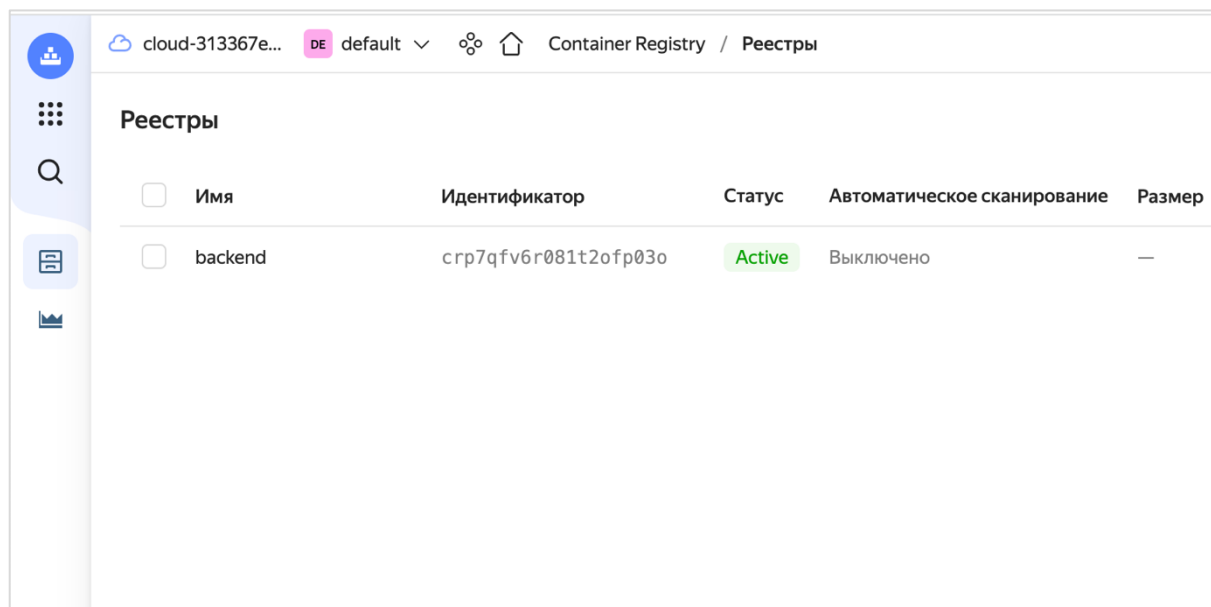 cloud-313367e... DE default Container Registry / Реестры
Реестры
Имя Идентификатор Статус Автоматическое сканирование Размер
backend crp7qfv6r081t2ofp03o Active Выключено —